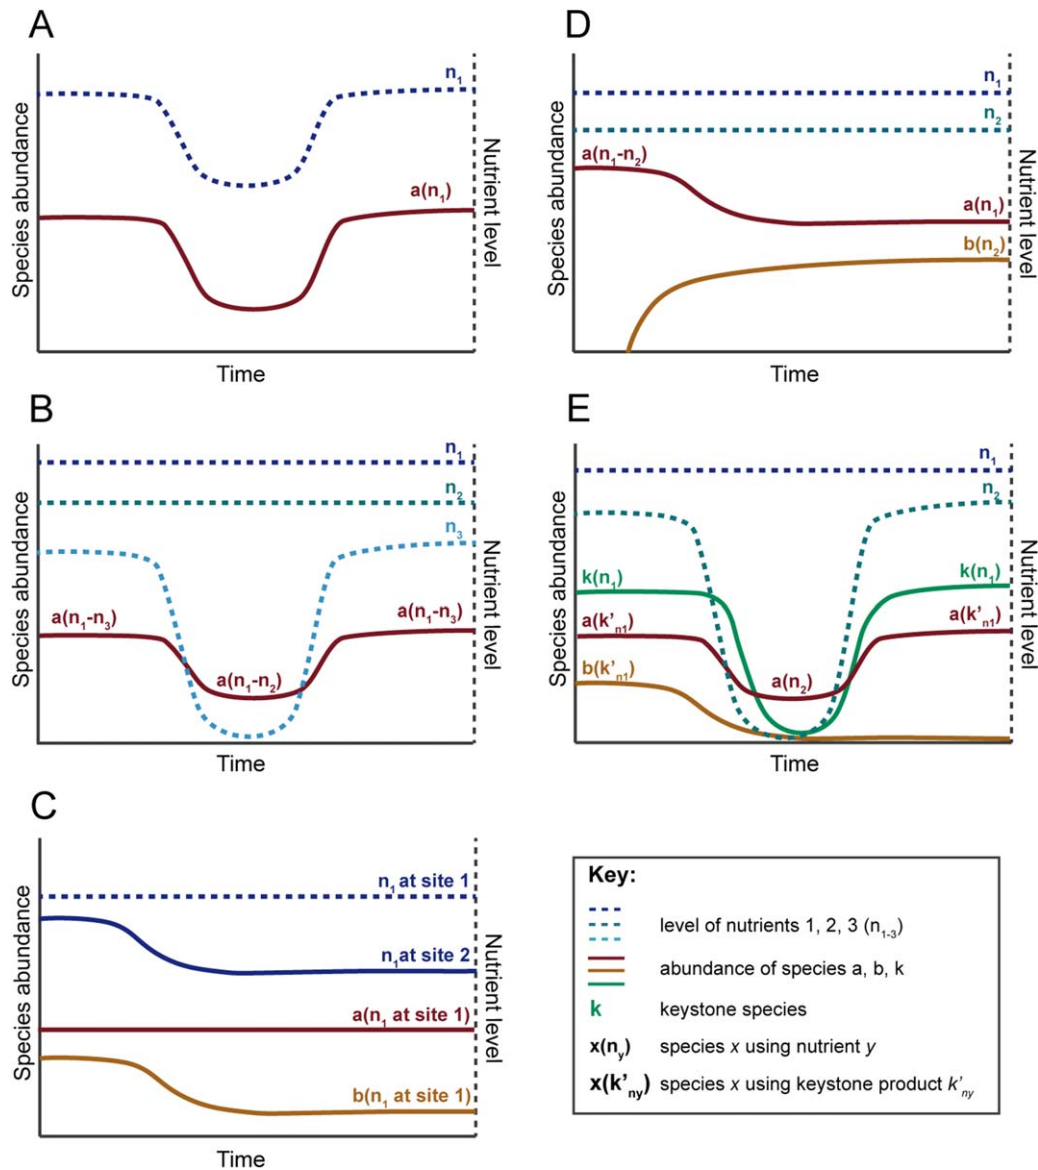 A
Species abundance
n1
a(n1)
Nutrient level
Time
B
Species abundance
n1
n2
n3
a(n1-n3)
a(n1-n2)
a(n1-n3)
Nutrient level
Time
C
Species abundance
n1 at site 1
n1at site 2
a(n1 at site 1)
b(n1 at site 1)
Nutrient level
Time
D
Species abundance
n1
n2
a(n1-n2)
a(n1)
b(n2)
Nutrient level
Time
E
Species abundance
n1
n2
k(n1)
k(n1)
a(k'n1)
a(k'n1)
b(k'n1)
a(n2)
Nutrient level
Time
Key:
level of nutrients 1, 2, 3 (n1-3)
abundance of species a, b, k
k keystone species
x(ny) species x using nutrient y
x(k'ny) species x using keystone product k'ny